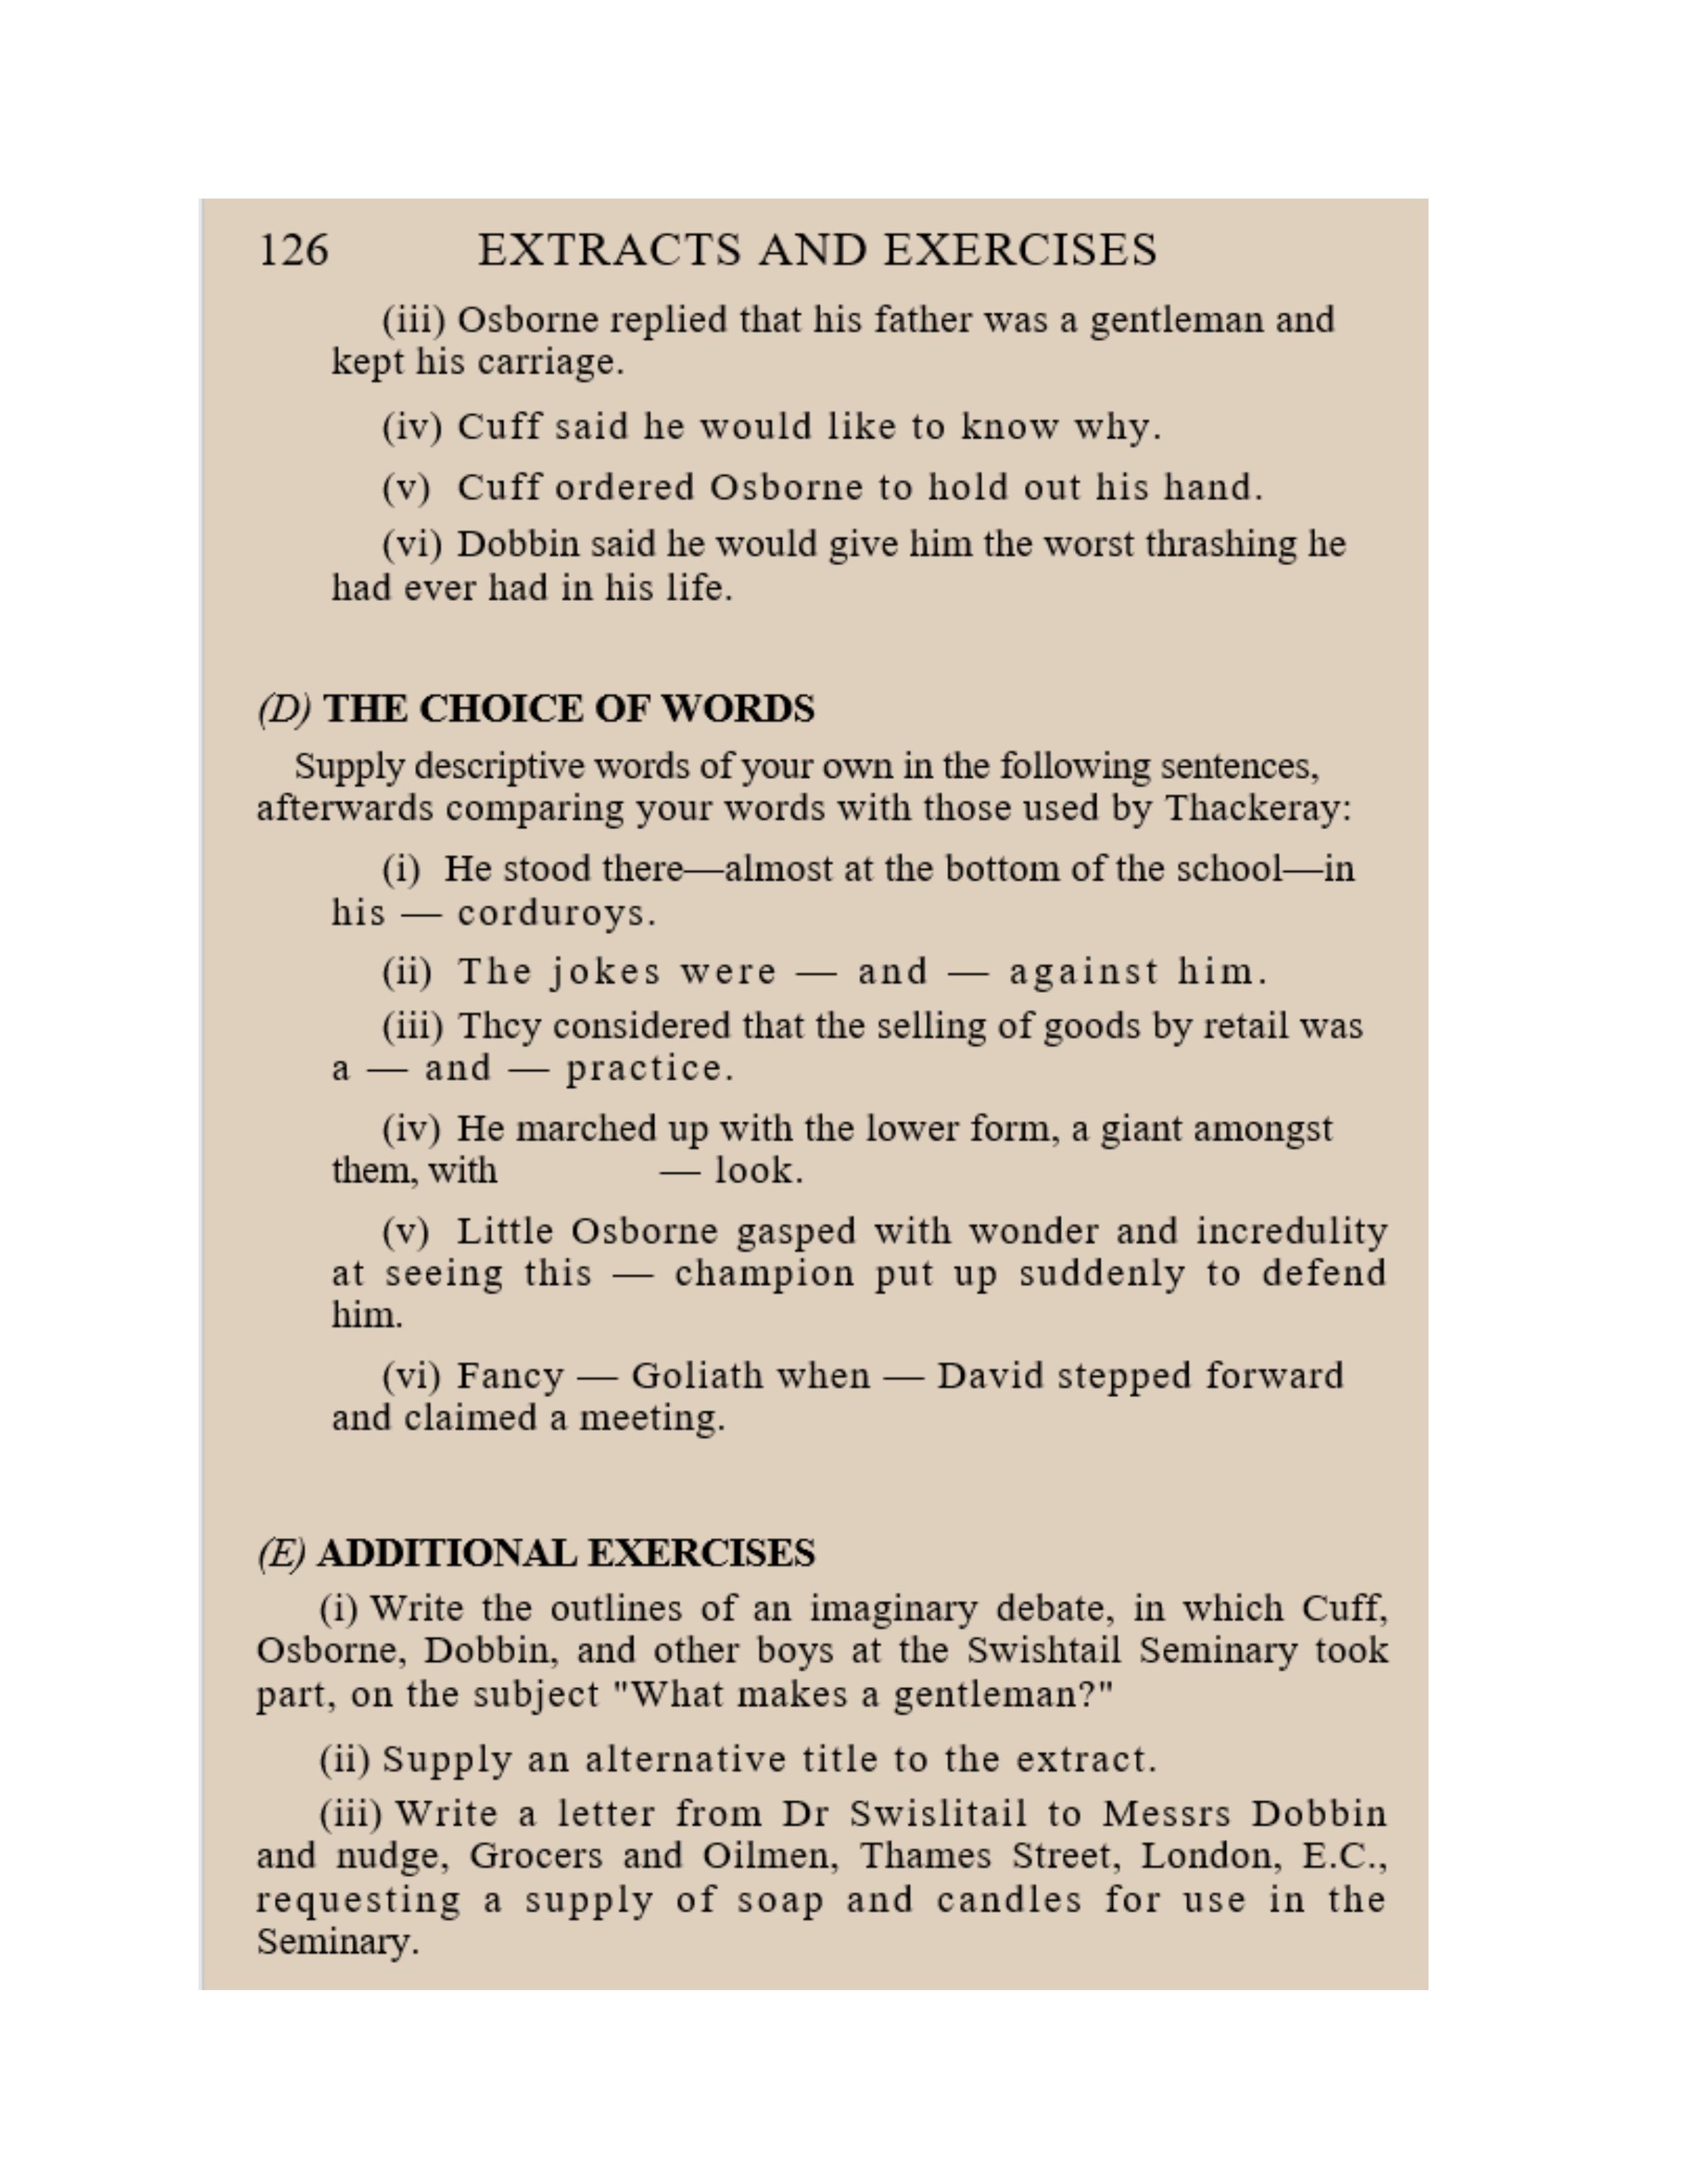 126 EXTRACTS AND EXERCISES
(iii) Osborne replied that his father was a gentleman and
kept his carriage.
(iv) Cuff said he would like to know why.
(v) Cuff ordered Osborne to hold out his hand.
(vi) Dobbin said he would give him the worst thrashing he
had ever had in his life.
(D) THE CHOICE OF WORDS
Supply descriptive words of your own in the following sentences,
afterwards comparing your words with those used by Thackeray:
(i) He stood there—almost at the bottom of the school—in
his — corduroys.
(ii) The jokes were — and — against him.
(iii) Thcy considered that the selling of goods by retail was
a — and — practice.
(iv) He marched up with the lower form, a giant amongst
them, with — look.
(v) Little Osborne gasped with wonder and incredulity
at seeing this — champion put up suddenly to defend
him.
(vi) Fancy — Goliath when — David stepped forward
and claimed a meeting.
(E) ADDITIONAL EXERCISES
(i) Write the outlines of an imaginary debate, in which Cuff,
Osborne, Dobbin, and other boys at the Swishtail Seminary took
part, on the subject "What makes a gentleman?"
(ii) Supply an alternative title to the extract.
(iii) Write a letter from Dr Swislitail to Messrs Dobbin
and nudge, Grocers and Oilmen, Thames Street, London, E.C.,
requesting a supply of soap and candles for use in the
Seminary.